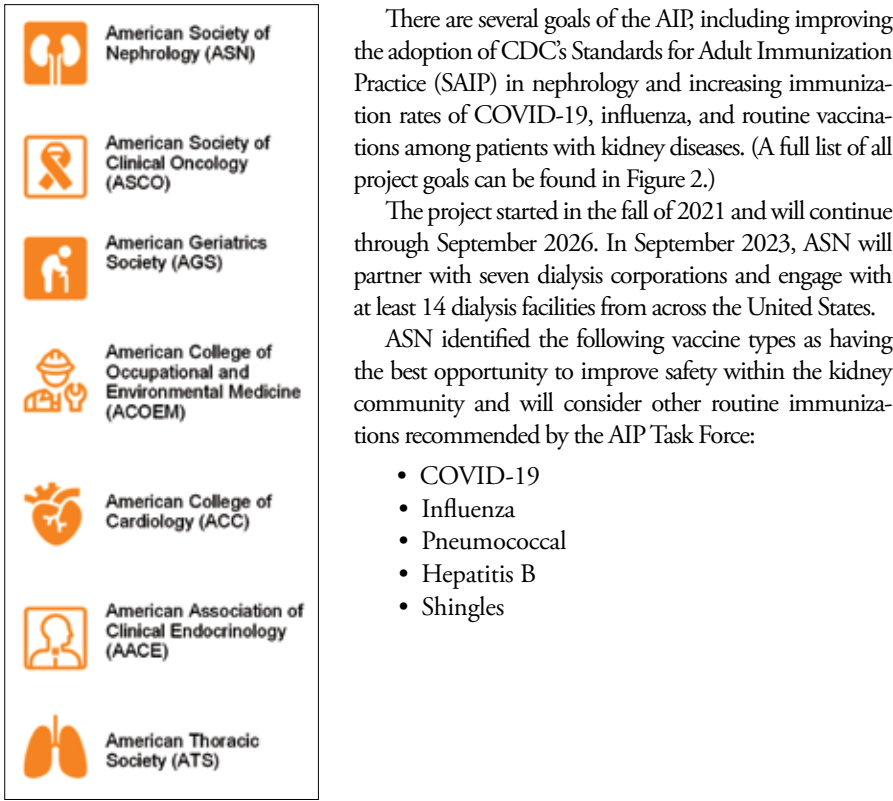 American Society of
Nephrology (ASN)
American Society of
Clinical Oncology
(ASCO)
American Geriatrics
Society (AGS)
American College of
Occupational and
Environmental Medicine
(ACOEM)
American College of
Cardiology (ACC)
American Association of
Clinical Endocrinology
(AACE)
American Thoracic
Society (ATS)
There are several goals of the AIP, including improving
the adoption of CDC’s Standards for Adult Immunization
Practice (SAIP) in nephrology and increasing immuniza-
tion rates of COVID-19, influenza, and routine vaccina-
tions among patients with kidney diseases. (A full list of all
project goals can be found in Figure 2.)
The project started in the fall of 2021 and will continue
through September 2026. In September 2023, ASN will
partner with seven dialysis corporations and engage with
at least 14 dialysis facilities from across the United States.
ASN identified the following vaccine types as having
the best opportunity to improve safety within the kidney
community and will consider other routine immuniza-
tions recommended by the AIP Task Force:
• COVID-19
• Influenza
• Pneumococcal
• Hepatitis B
• Shingles